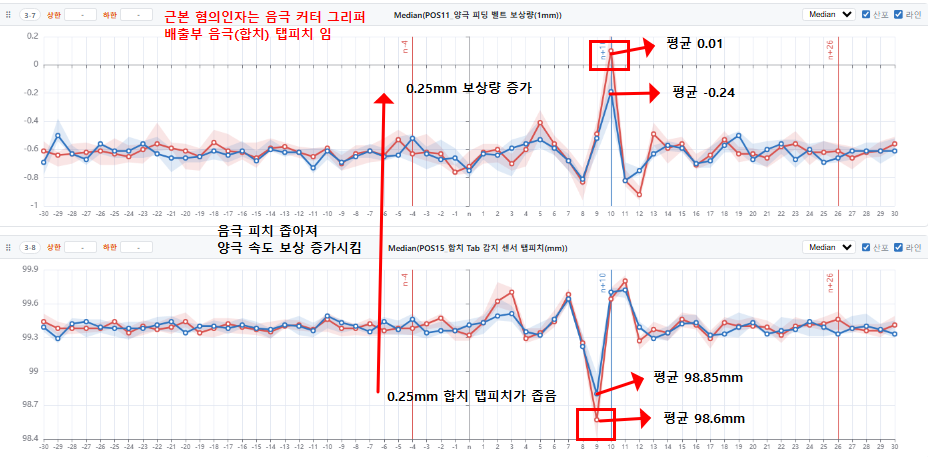 근본 혐의인자는 음극 커터 그리퍼
배출부 음극(합치) 탭피치 임
3-7 상한 - 하한 - Median(POS11_양극 피딩 벨트 보상량(1mm)) Median 산포 라인
0.2
0
-0.2
-0.4
-0.6
-0.8
-1
n-4
n+10
n+26
평균 0.01
0.25mm 보상량 증가
평균 -0.24
-30 -29 -28 -27 -26 -25 -24 -23 -22 -21 -20 -19 -18 -17 -16 -15 -14 -13 -12 -11 -10 -9 -8 -7 -6 -5 -4 -3 -2 -1 n 1 2 3 4 5 6 7 8 9 10 11 12 13 14 15 16 17 18 19 20 21 22 23 24 25 26 27 28 29 30
음극 피치 좁아져
양극 속도 보상 증가시킴
3-8 상한 - 하한 - Median(POS15_합치 Tab 감지 센서 탭피치(mm)) Median 산포 라인
99.9
99.6
99.3
99
98.7
98.4
n-4
n+10
n+26
평균 98.85mm
0.25mm 합치 탭피치가 좁음
평균 98.6mm
-30 -29 -28 -27 -26 -25 -24 -23 -22 -21 -20 -19 -18 -17 -16 -15 -14 -13 -12 -11 -10 -9 -8 -7 -6 -5 -4 -3 -2 -1 n 1 2 3 4 5 6 7 8 9 10 11 12 13 14 15 16 17 18 19 20 21 22 23 24 25 26 27 28 29 30